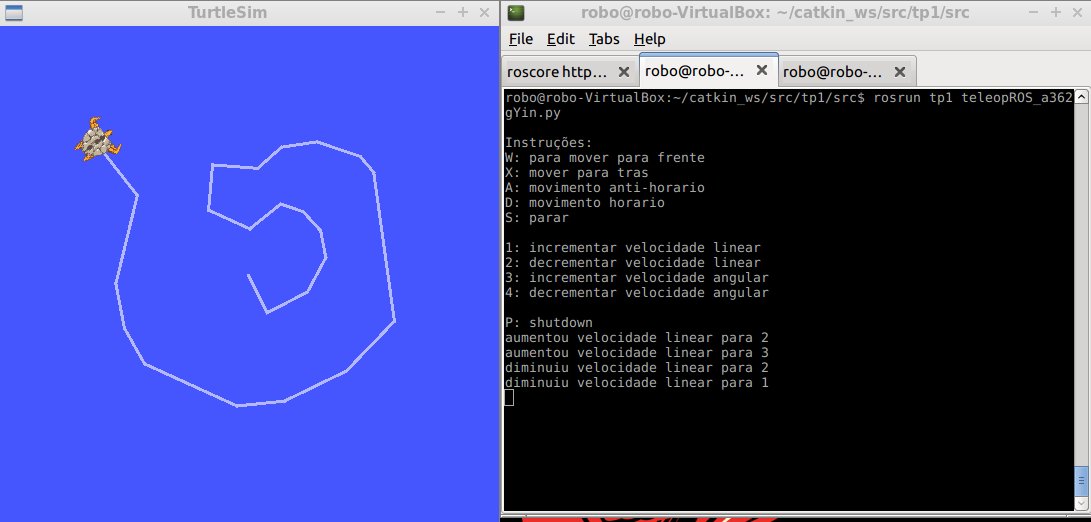 TurtleSim
robo@robo-VirtualBox: ~/catkin_ws/src/tp1/src
File Edit Tabs Help
roscore http... robo@robo-... robo@robo-...
robo@robo-VirtualBox:~/catkin_ws/src/tp1/src$ rosrun tp1 teleopROS_a362
gYin.py
Instruções:
W: para mover para frente
X: mover para tras
A: movimento anti-horario
D: movimento horario
S: parar
1: incrementar velocidade linear
2: decrementar velocidade linear
3: incrementar velocidade angular
4: decrementar velocidade angular
P: shutdown
aumentou velocidade linear para 2
aumentou velocidade linear para 3
diminuiu velocidade linear para 2
diminuiu velocidade linear para 1